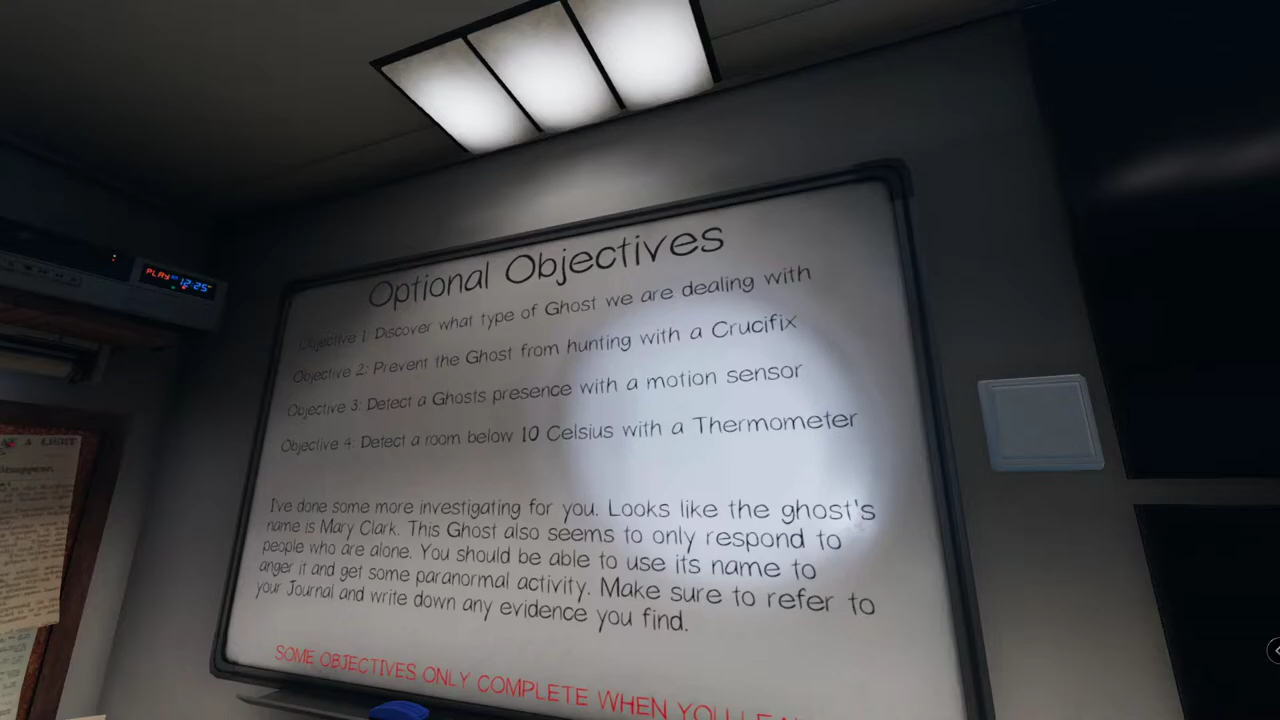 Optional Objectives
Objective 1: Discover what type of Ghost we are dealing with
Objective 2: Prevent the Ghost from hunting with a Crucifix
Objective 3: Detect a Ghosts presence with a motion sensor
Objective 4: Detect a room below 10 Celsius with a Thermometer
I've done some more investigating for you. Looks like the ghost's
name is Mary Clark. This Ghost also seems to only respond to
people who are alone. You should be able to use its name to
anger it and get some paranormal activity. Make sure to refer to
your Journal and write down any evidence you find.
SOME OBJECTIVES ONLY COMPLETE WHEN YOU
PLAY 12:25